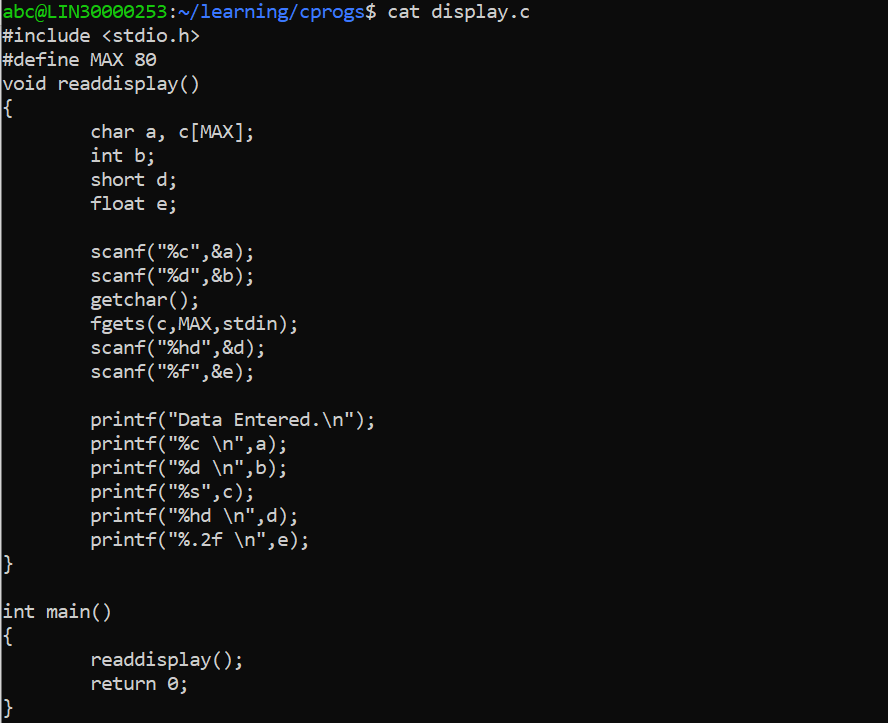 abc@LIN30000253:~/learning/cprogs$ cat display.c
#include <stdio.h>
#define MAX 80
void readdisplay()
{
        char a, c[MAX];
        int b;
        short d;
        float e;

        scanf("%c",&a);
        scanf("%d",&b);
        getchar();
        fgets(c,MAX,stdin);
        scanf("%hd",&d);
        scanf("%f",&e);

        printf("Data Entered.\n");
        printf("%c \n",a);
        printf("%d \n",b);
        printf("%s",c);
        printf("%hd \n",d);
        printf("%.2f \n",e);
}

int main()
{
        readdisplay();
        return 0;
}